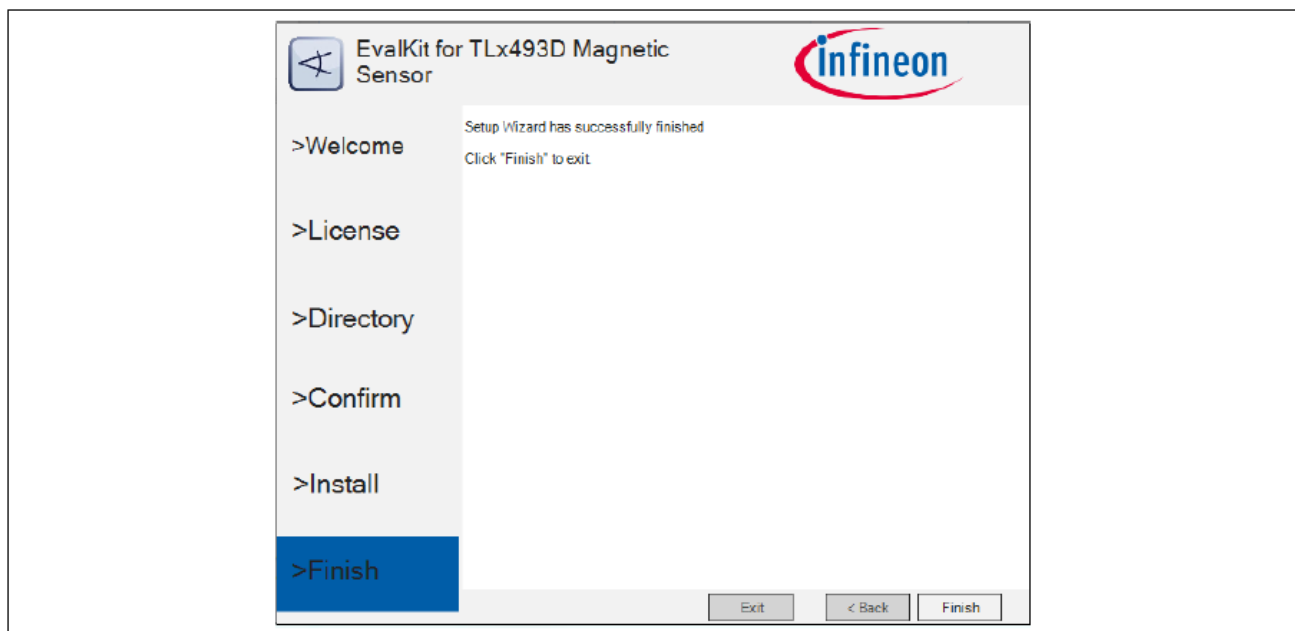 EvalKit for TLx493D Magnetic
Sensor
infineon
>Welcome
Setup Wizard has successfully finished
Click "Finish" to exit
>License
>Directory
>Confirm
>Install
>Finish
Exit
< Back
Finish